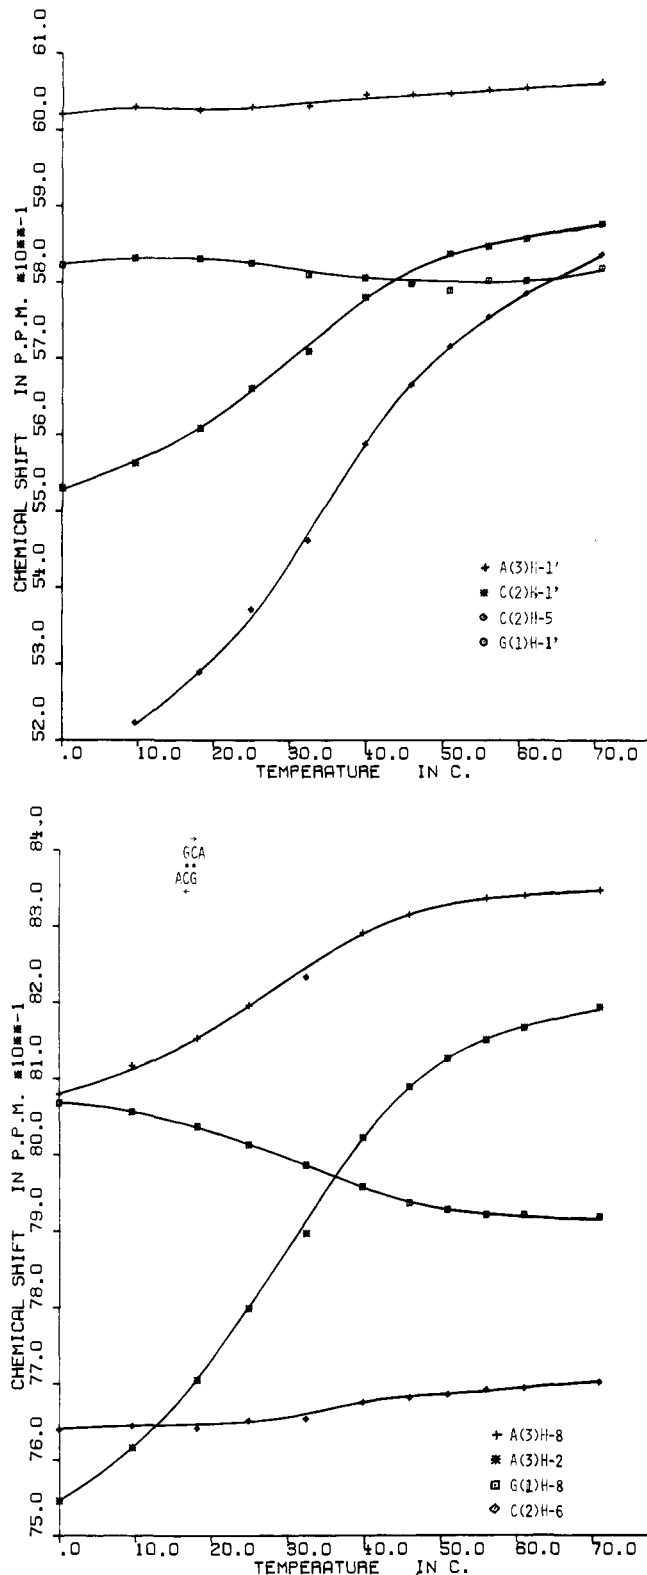 61.0
60.0
59.0
58.0
57.0
56.0
55.0
54.0
53.0
52.0
CHEMICAL SHIFT IN P.P.M. *10**-1
+ A(3)H-1'
* C(2)H-1'
C(2)H-5
G(1)H-1'
.0 10.0 20.0 30.0 40.0 50.0 60.0 70.0
TEMPERATURE IN C.
84.0
83.0
82.0
81.0
80.0
79.0
78.0
77.0
76.0
75.0
CHEMICAL SHIFT IN P.P.M. *10**-1
→
GCA
••
ACG
←
+ A(3)H-8
* A(3)H-2
G(1)H-8
C(2)H-6
.0 10.0 20.0 30.0 40.0 50.0 60.0 70.0
TEMPERATURE IN C.